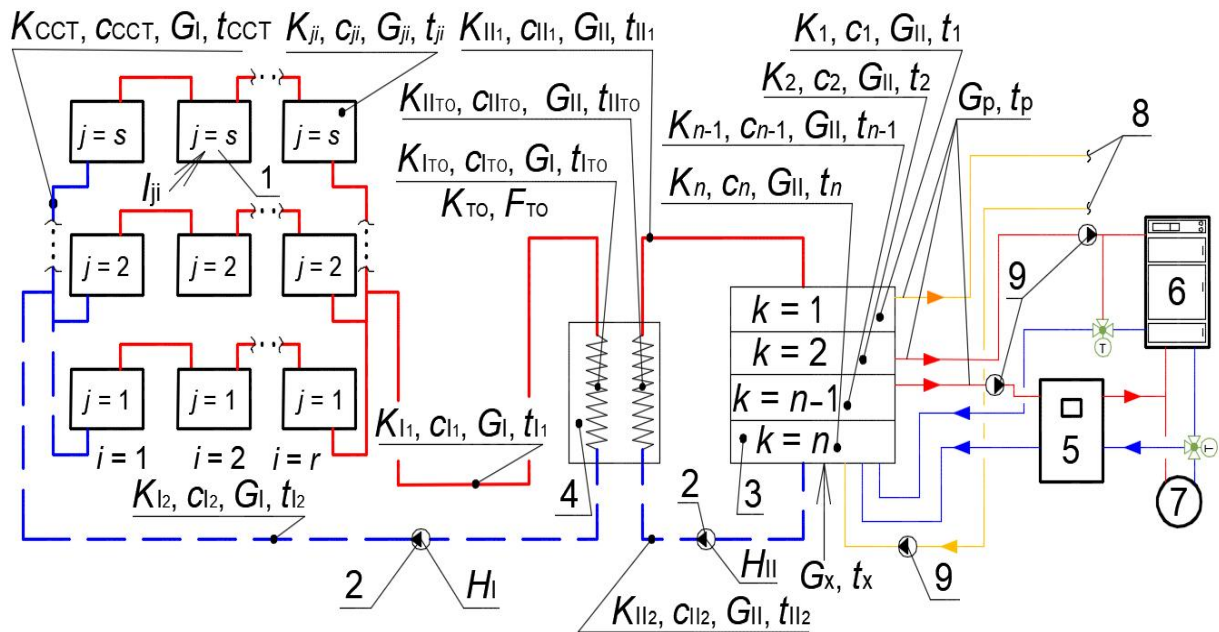 KССТ, cССТ, GI, tССТ
Kji, cji, Gji, tji
KII1, cII1, GII, tII1
K1, c1, GII, t1
K2, c2, GII, t2
Gp, tp
KIIТО, cIIТО, GII, tIIТО
Kn-1, cn-1, GII, tn-1
8
KIТО, cIТО, GI, tIТО
Kn, cn, GII, tn
KТО, FТО
j = s
j = s
j = s
Iji
1
j = 2
j = 2
j = 2
9
6
k = 1
k = 2
k = n-1
k = n
T
j = 1
j = 1
j = 1
5
T
i = 1
i = 2
i = r
KI1, cI1, GI, tI1
4
2
3
7
KI2, cI2, GI, tI2
2
HI
HII
Gx, tx
9
KII2, cII2, GII, tII2